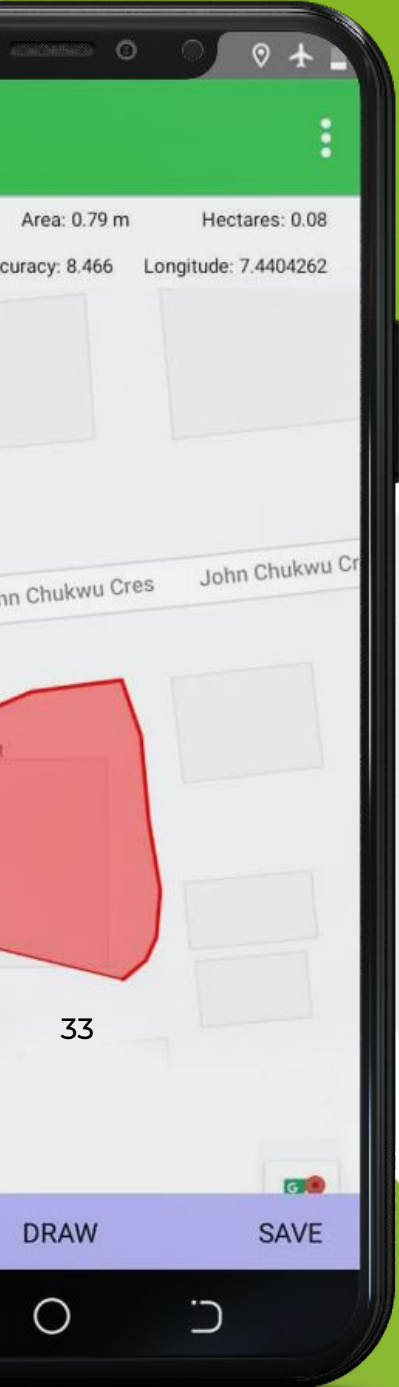 Area: 0.79 m Hectares: 0.08
curacy: 8.466 Longitude: 7.4404262
hn Chukwu Cres John Chukwu Cr
t
33
G
DRAW SAVE